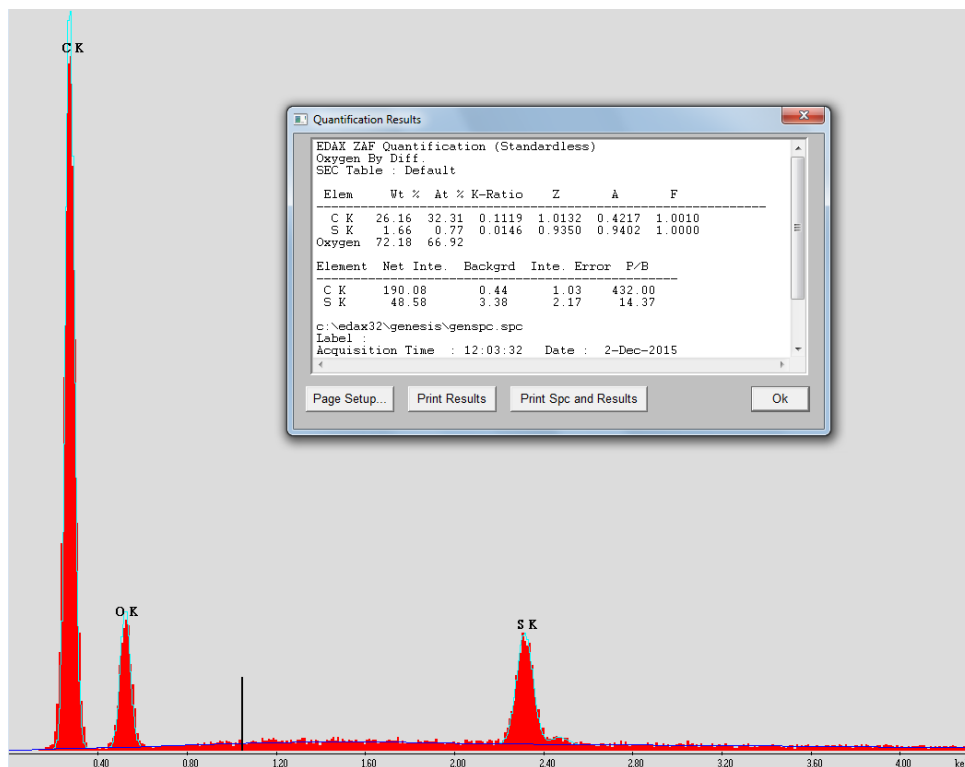 C K
Quantification Results
EDAX ZAF Quantification (Standardless)
Oxygen By Diff.
SEC Table : Default
Elem Wt % At % K-Ratio Z A F
C K 26.16 32.31 0.1119 1.0132 0.4217 1.0010
S K 1.66 0.77 0.0146 0.9350 0.9402 1.0000
Oxygen 72.18 66.92
Element Net Inte. Backgrd Inte. Error P/B
C K 190.08 0.44 1.03 432.00
S K 48.58 3.38 2.17 14.37
c:\edax32\genesis\genspc.spc
Label :
Acquisition Time : 12:03:32 Date : 2-Dec-2015
Page Setup... Print Results Print Spc and Results Ok
O K
S K
0.40 0.80 1.20 1.60 2.00 2.40 2.80 3.20 3.60 4.00 ke